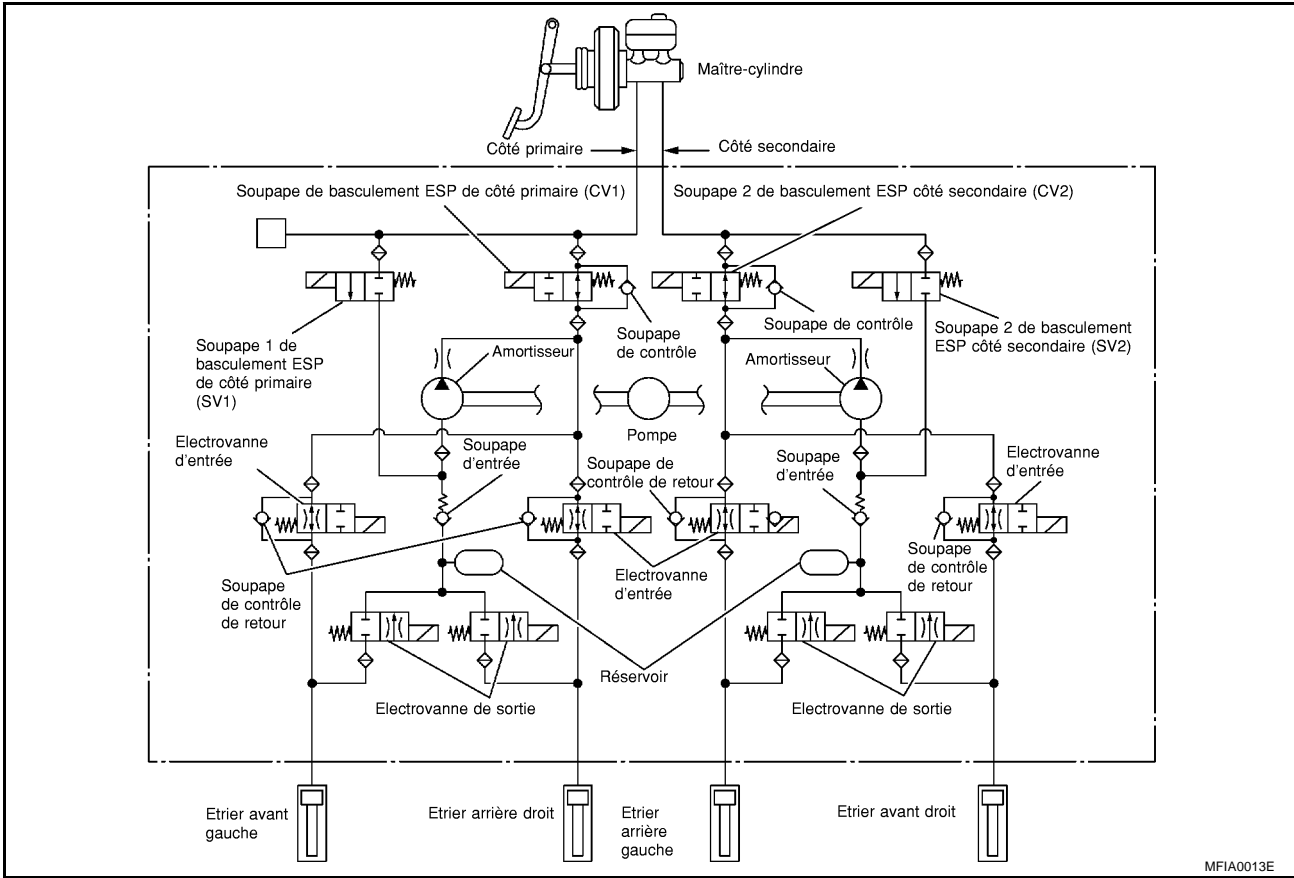 Maître-cylindre
Côté primaire
Côté secondaire
Soupape de basculement ESP de côté primaire (CV1)
Soupape 2 de basculement ESP côté secondaire (CV2)
Soupape 1 de
basculement ESP
de côté primaire
(SV1)
Amortisseur
Soupape
de contrôle
Soupape de contrôle
Amortisseur
Soupape 2 de basculement
ESP côté secondaire (SV2)
Pompe
Electrovanne
d'entrée
Soupape
d'entrée
Soupape de
contrôle de retour
Soupape
d'entrée
Electrovanne
d'entrée
Soupape
de contrôle
de retour
Electrovanne
d'entrée
Soupape
de contrôle
de retour
Réservoir
Electrovanne de sortie
Electrovanne de sortie
Etrier avant
gauche
Etrier arrière droit
Etrier
arrière
gauche
Etrier avant droit
MFIA0013E